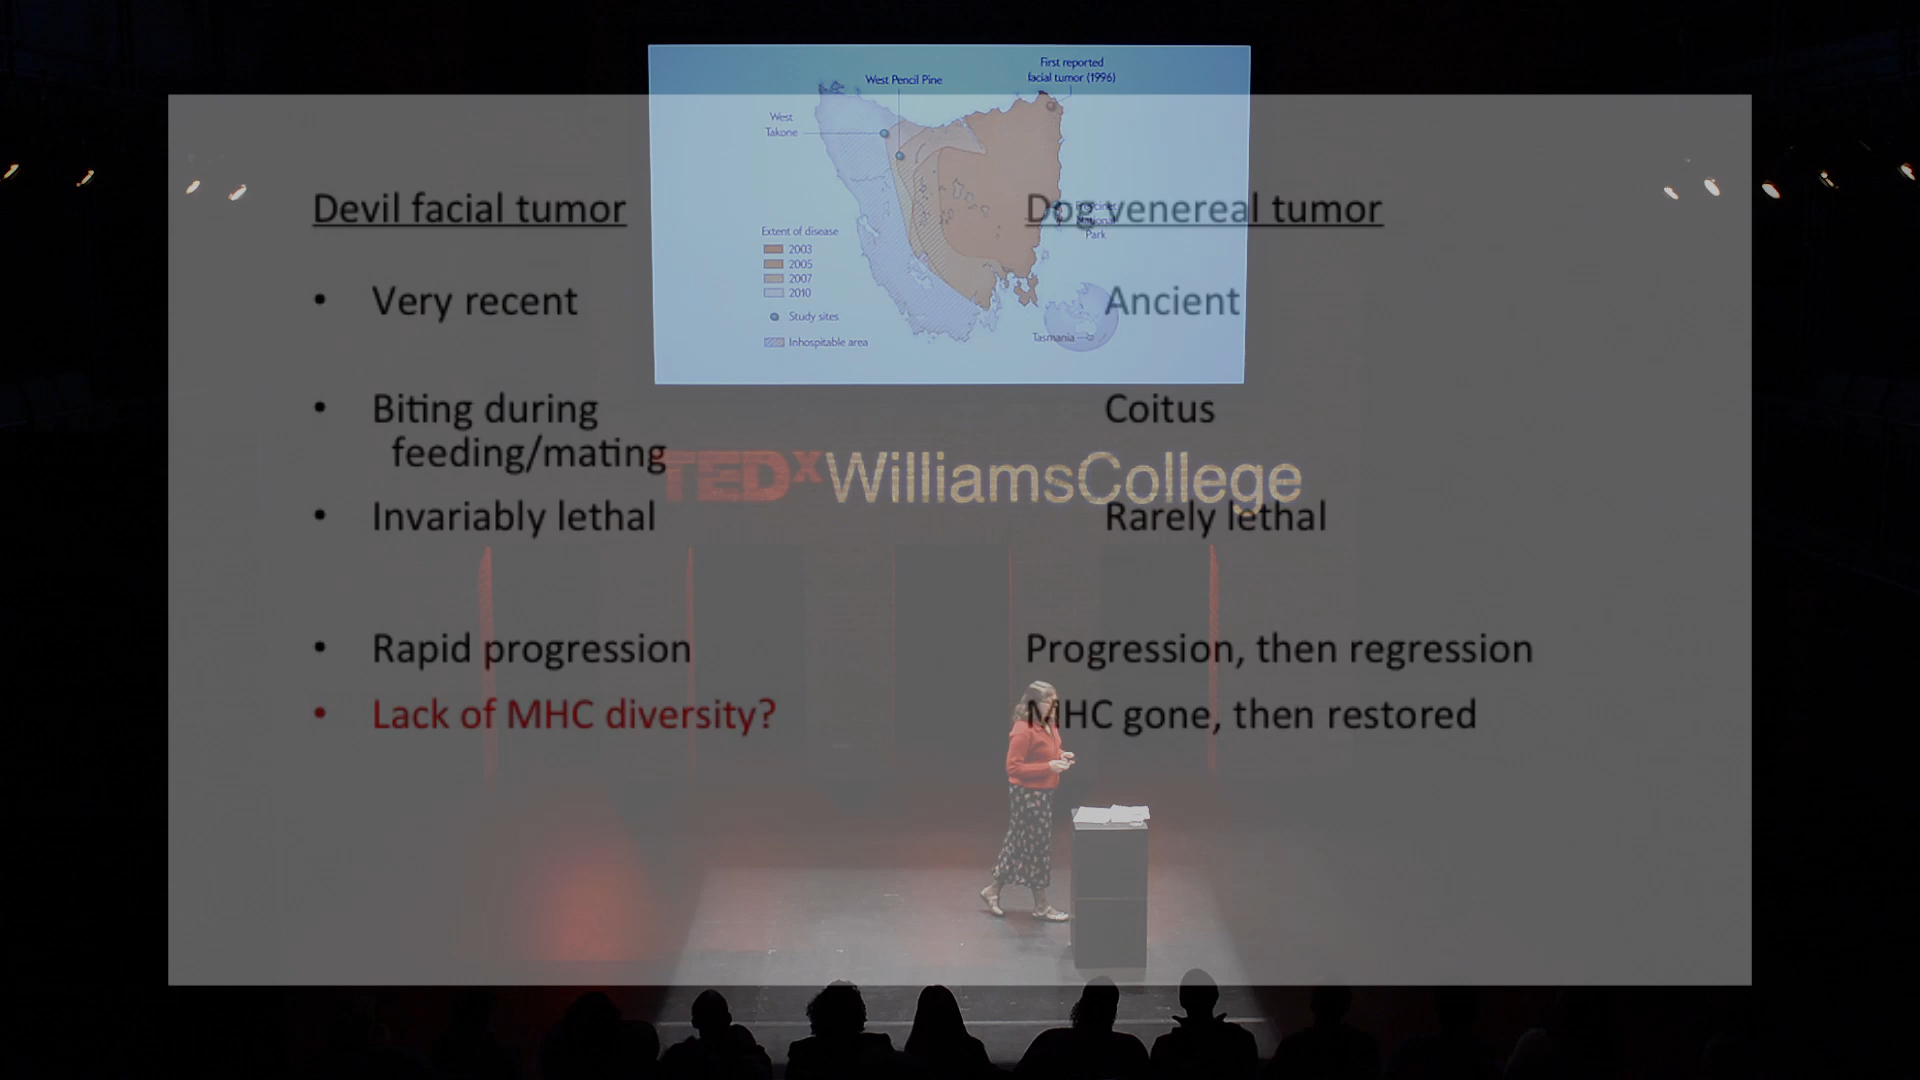 West Pencil Pine
First reported
facial tumor (1996)
West
Takone
Freycinet
National
Park
Extent of disease
2003
2005
2007
2010
Study sites
Inhospitable area
Tasmania
Devil facial tumor
• Very recent
• Biting during
feeding/mating
• Invariably lethal
• Rapid progression
• Lack of MHC diversity?
Dog venereal tumor
Ancient
Coitus
Rarely lethal
Progression, then regression
MHC gone, then restored
TEDxWilliamsCollege